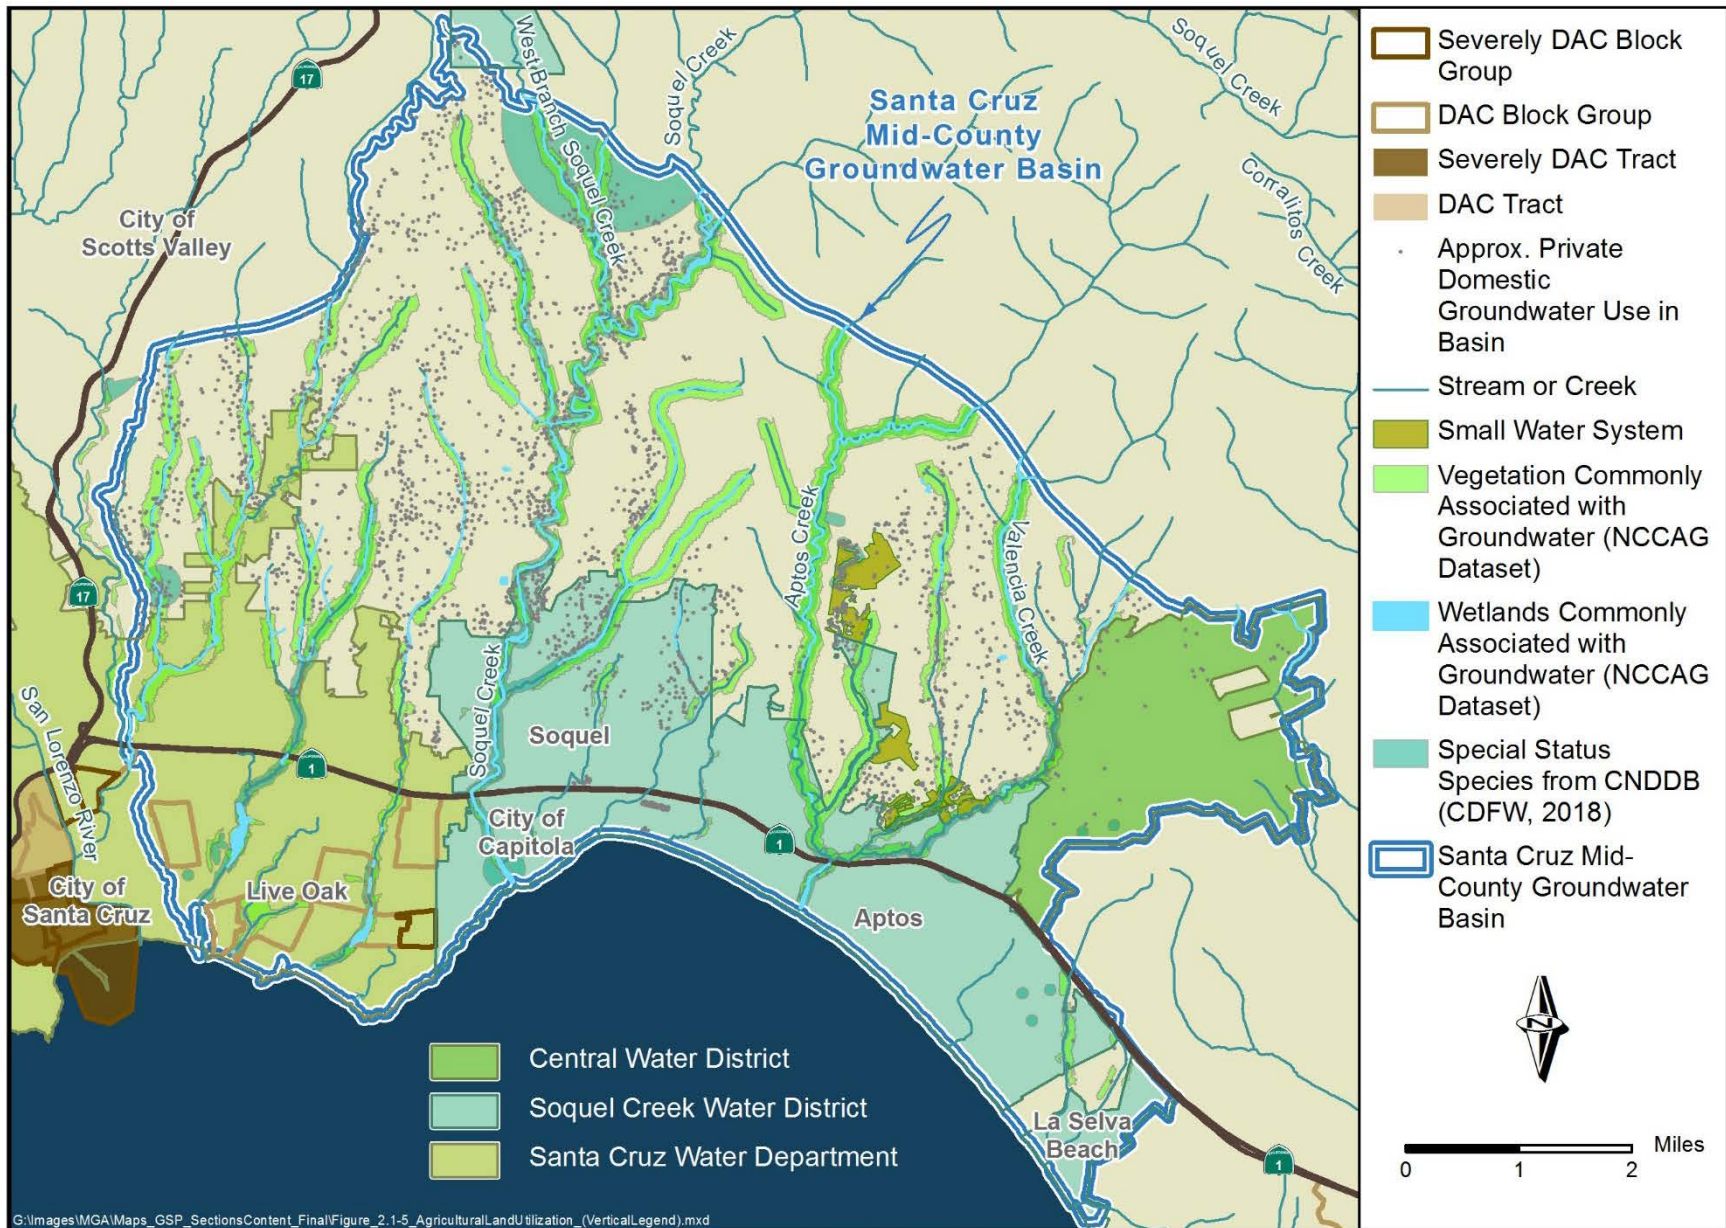 17
West Branch Soquel Creek
Soquel Creek
Soquel Creek
Santa Cruz
Mid-County
Groundwater Basin
Corralitos Creek
City of
Scotts Valley
17
Aptos Creek
Valencia Creek
San Lorenzo River
Soquel Creek
Soquel
1
City of
Capitola
1
Live Oak
City of
Santa Cruz
Aptos
La Selva
Beach
1
Central Water District
Soquel Creek Water District
Santa Cruz Water Department
G:\Images\MGA\Maps_GSP_SectionsContent_Final\Figure_2.1-5_AgriculturalLandUtilization_(VerticalLegend).mxd
Severely DAC Block
Group
DAC Block Group
Severely DAC Tract
DAC Tract
Approx. Private
Domestic
Groundwater Use in
Basin
Stream or Creek
Small Water System
Vegetation Commonly
Associated with
Groundwater (NCCAG
Dataset)
Wetlands Commonly
Associated with
Groundwater (NCCAG
Dataset)
Special Status
Species from CNDDB
(CDFW, 2018)
Santa Cruz Mid-
County Groundwater
Basin
N
Miles
0 1 2